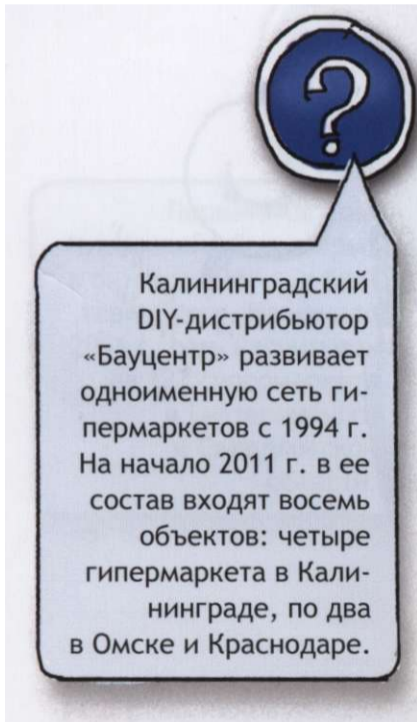 ?
Калининградский
DIY-дистрибьютор
«Бауцентр» развивает
одноименную сеть ги-
пермаркетов с 1994 г.
На начало 2011 г. в ее
состав входят восемь
объектов: четыре
гипермаркета в Кали-
нинграде, по два
в Омске и Краснодаре.